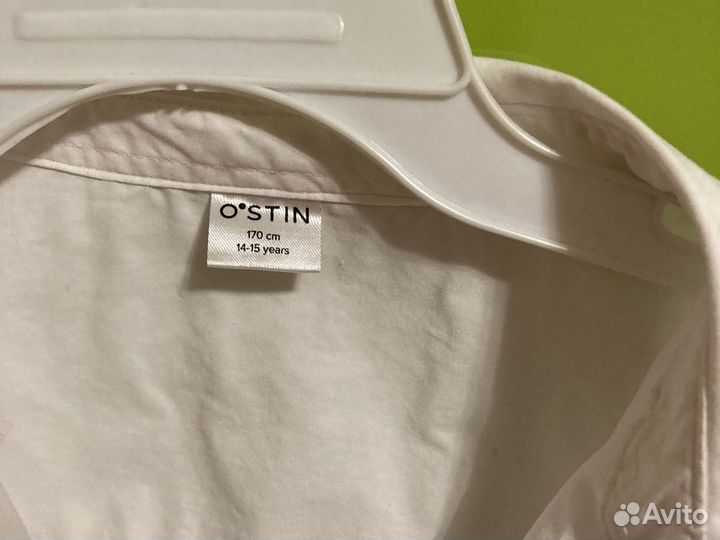 O'STIN
170 cm
14-15 years
Avito